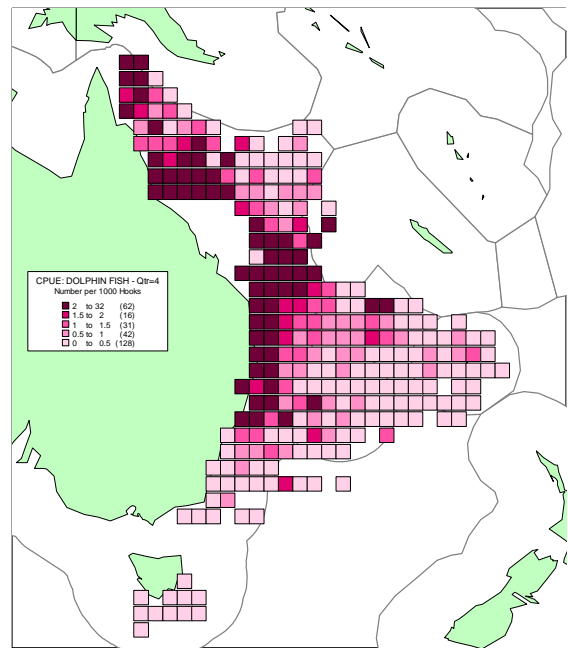 CPUE: DOLPHIN FISH - Qtr=4
Number per 1000 Hooks
2 to 32 (62)
1.5 to 2 (16)
1 to 1.5 (31)
0.5 to 1 (42)
0 to 0.5 (128)